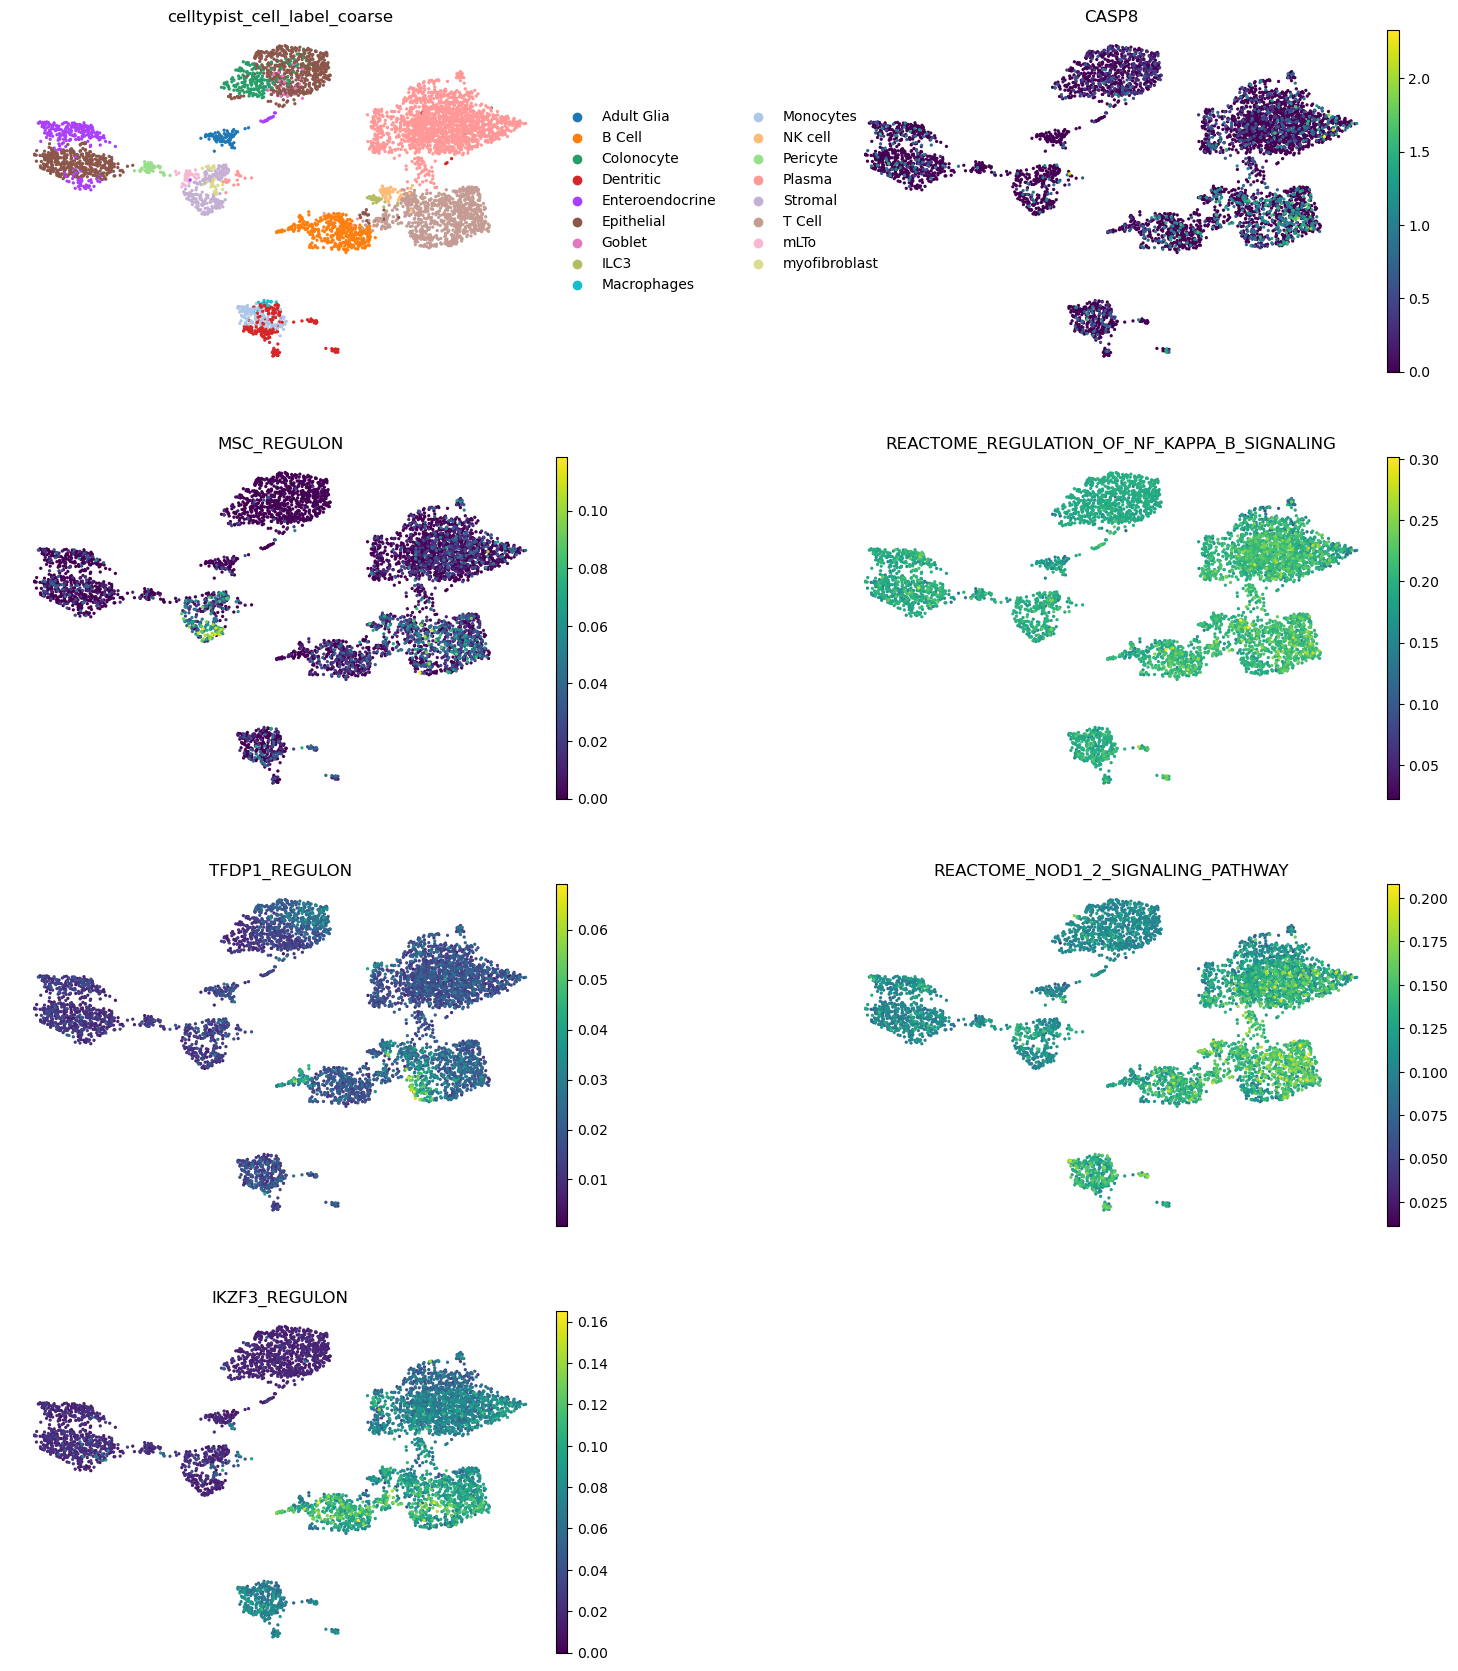 celltypist_cell_label_coarse
Adult Glia
B Cell
Colonocyte
Dentritic
Enteroendocrine
Epithelial
Goblet
ILC3
Macrophages
Monocytes
NK cell
Pericyte
Plasma
Stromal
T Cell
mLTo
myofibroblast
CASP8
2.0
1.5
1.0
0.5
0.0
MSC_REGULON
0.10
0.08
0.06
0.04
0.02
0.00
REACTOME_REGULATION_OF_NF_KAPPA_B_SIGNALING
0.30
0.25
0.20
0.15
0.10
0.05
TFDP1_REGULON
0.06
0.05
0.04
0.03
0.02
0.01
REACTOME_NOD1_2_SIGNALING_PATHWAY
0.200
0.175
0.150
0.125
0.100
0.075
0.050
0.025
IKZF3_REGULON
0.16
0.14
0.12
0.10
0.08
0.06
0.04
0.02
0.00